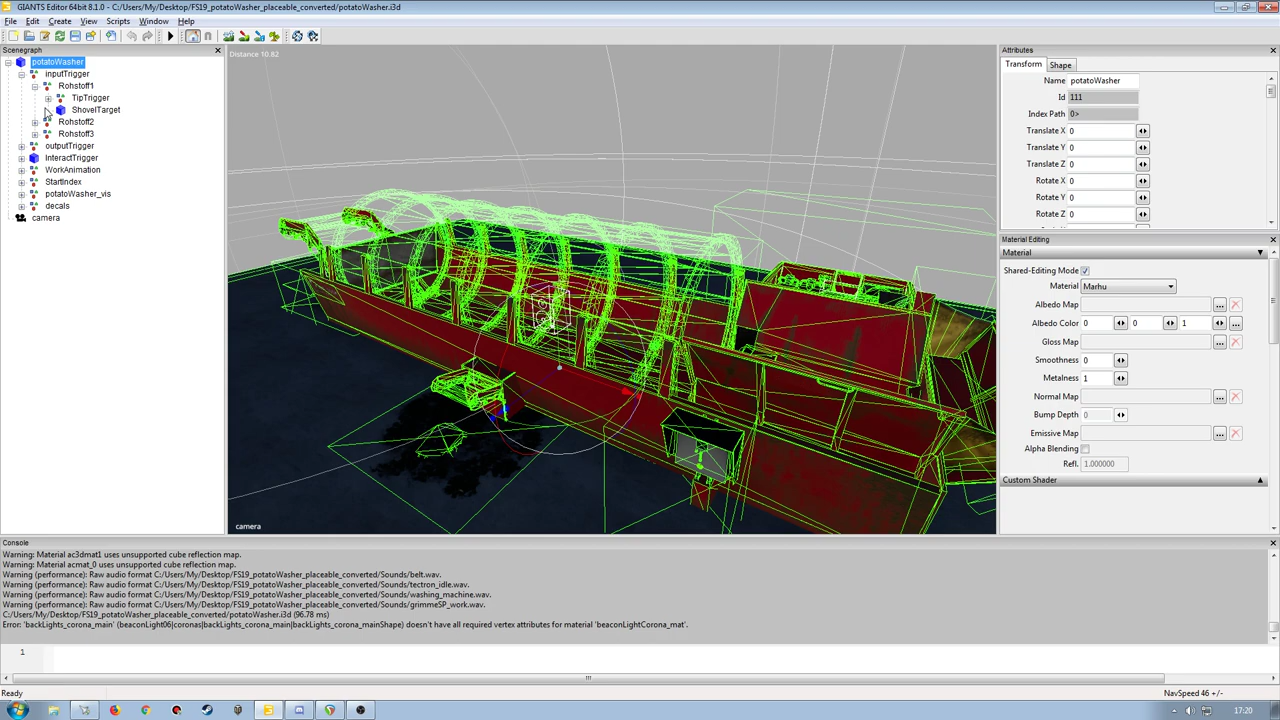 GIANTS Editor 64bit 8.1.0 - C:/Users/My/Desktop/FS19_potatoWasher_placeable_converted/potatoWasher.i3d
File Edit Create View Scripts Window Help
Scenegraph
potatoWasher
inputTrigger
Rohstoff1
TipTrigger
ShovelTarget
Rohstoff2
Rohstoff3
outputTrigger
InteractTrigger
WorkAnimation
StartIndex
potatoWasher_vis
decals
camera
Distance 10.82
camera
Attributes
Transform Shape
Name potatoWasher
Id 111
Index Path 0>
Translate X 0
Translate Y 0
Translate Z 0
Rotate X 0
Rotate Y 0
Rotate Z 0
Material Editing
Material
Shared-Editing Mode
Material Marhu
Albedo Map
Albedo Color 0 0 1
Gloss Map
Smoothness 0
Metalness 1
Normal Map
Bump Depth 0
Emissive Map
Alpha Blending
Refl. 1.000000
Custom Shader
Console
Warning: Material ac3dmat1 uses unsupported cube reflection map.
Warning: Material acmat_0 uses unsupported cube reflection map.
Warning (performance): Raw audio format C:/Users/My/Desktop/FS19_potatoWasher_placeable_converted/Sounds/belt.wav.
Warning (performance): Raw audio format C:/Users/My/Desktop/FS19_potatoWasher_placeable_converted/Sounds/tectron_idle.wav.
Warning (performance): Raw audio format C:/Users/My/Desktop/FS19_potatoWasher_placeable_converted/Sounds/washing_machine.wav.
Warning (performance): Raw audio format C:/Users/My/Desktop/FS19_potatoWasher_placeable_converted/Sounds/grimmeSP_work.wav.
C:/Users/My/Desktop/FS19_potatoWasher_placeable_converted/potatoWasher.i3d (96.78 ms)
Error: 'backLights_corona_main' (beaconLight06|coronas|backLights_corona_main|backLights_corona_mainShape) doesn't have all required vertex attributes for material 'beaconLightCorona_mat'.
1
Ready
NavSpeed 46 +/-
17:20